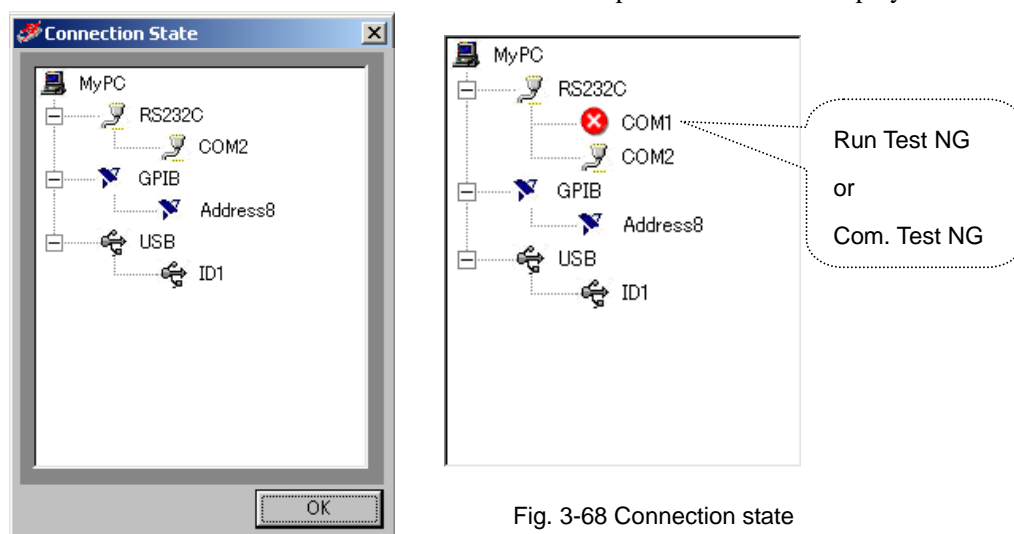 Connection State
MyPC
RS232C
COM2
GPIB
Address8
USB
ID1
OK
MyPC
RS232C
COM1
COM2
GPIB
Address8
USB
ID1
Run Test NG
or
Com. Test NG
Fig. 3-68 Connection state